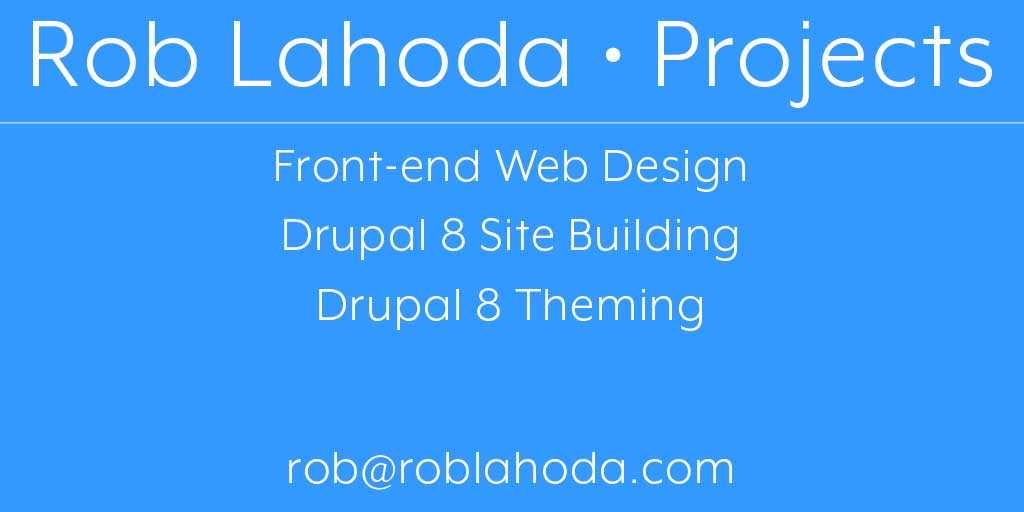 Rob Lahoda • Projects
Front-end Web Design
Drupal 8 Site Building
Drupal 8 Theming
rob@roblahoda.com